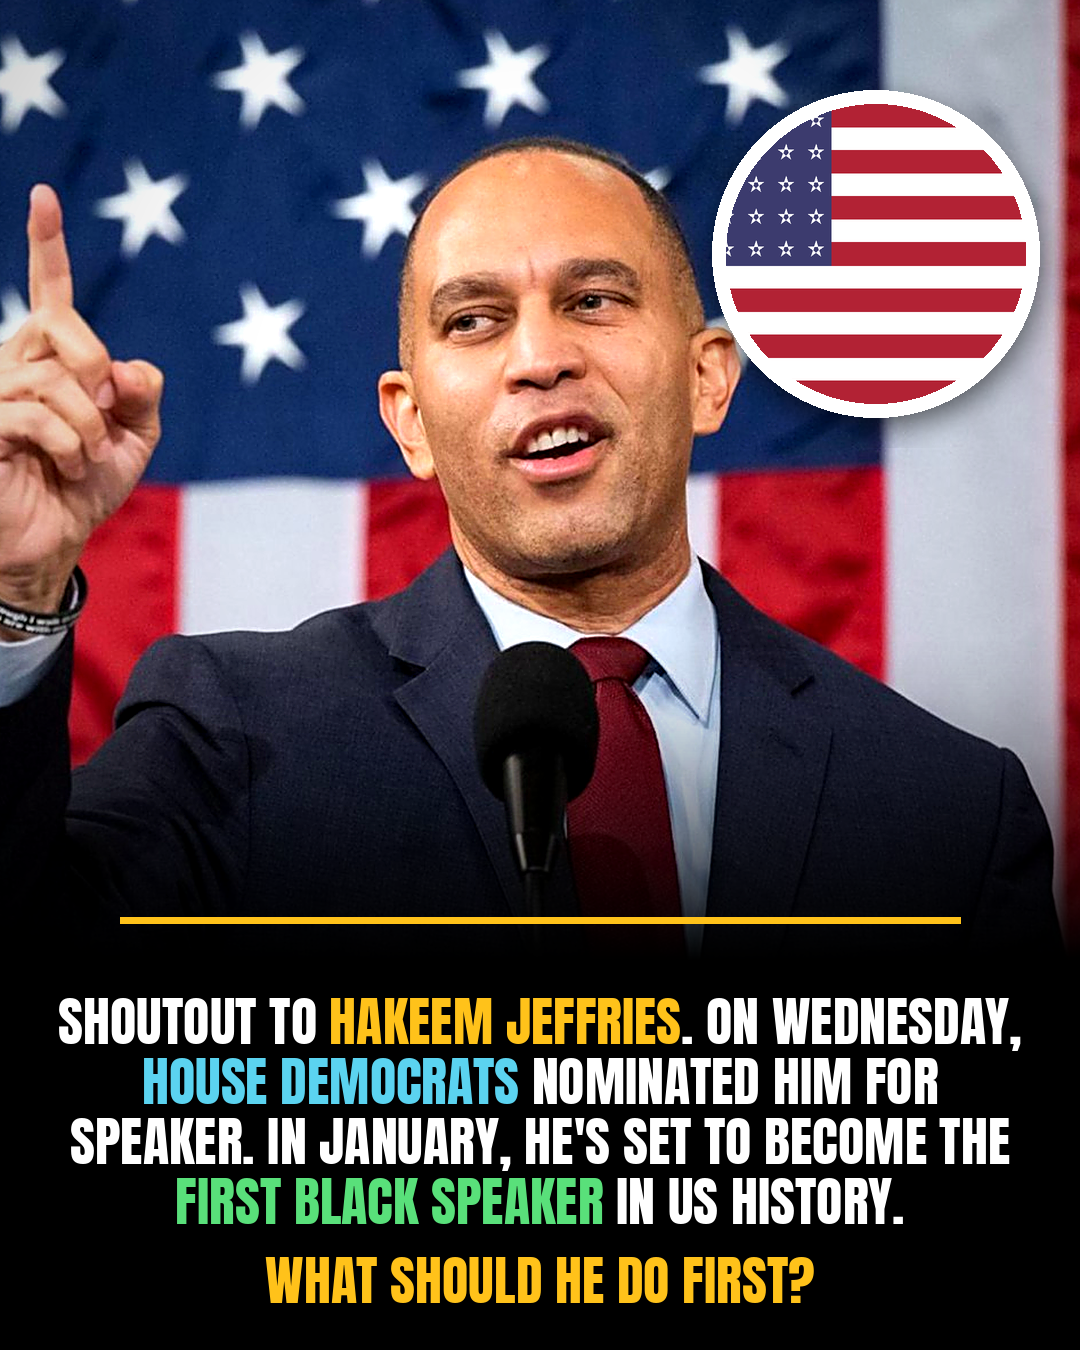 SHOUTOUT TO HAKEEM JEFFRIES. ON WEDNESDAY,
HOUSE DEMOCRATS NOMINATED HIM FOR
SPEAKER. IN JANUARY, HE'S SET TO BECOME THE
FIRST BLACK SPEAKER IN US HISTORY.
WHAT SHOULD HE DO FIRST?